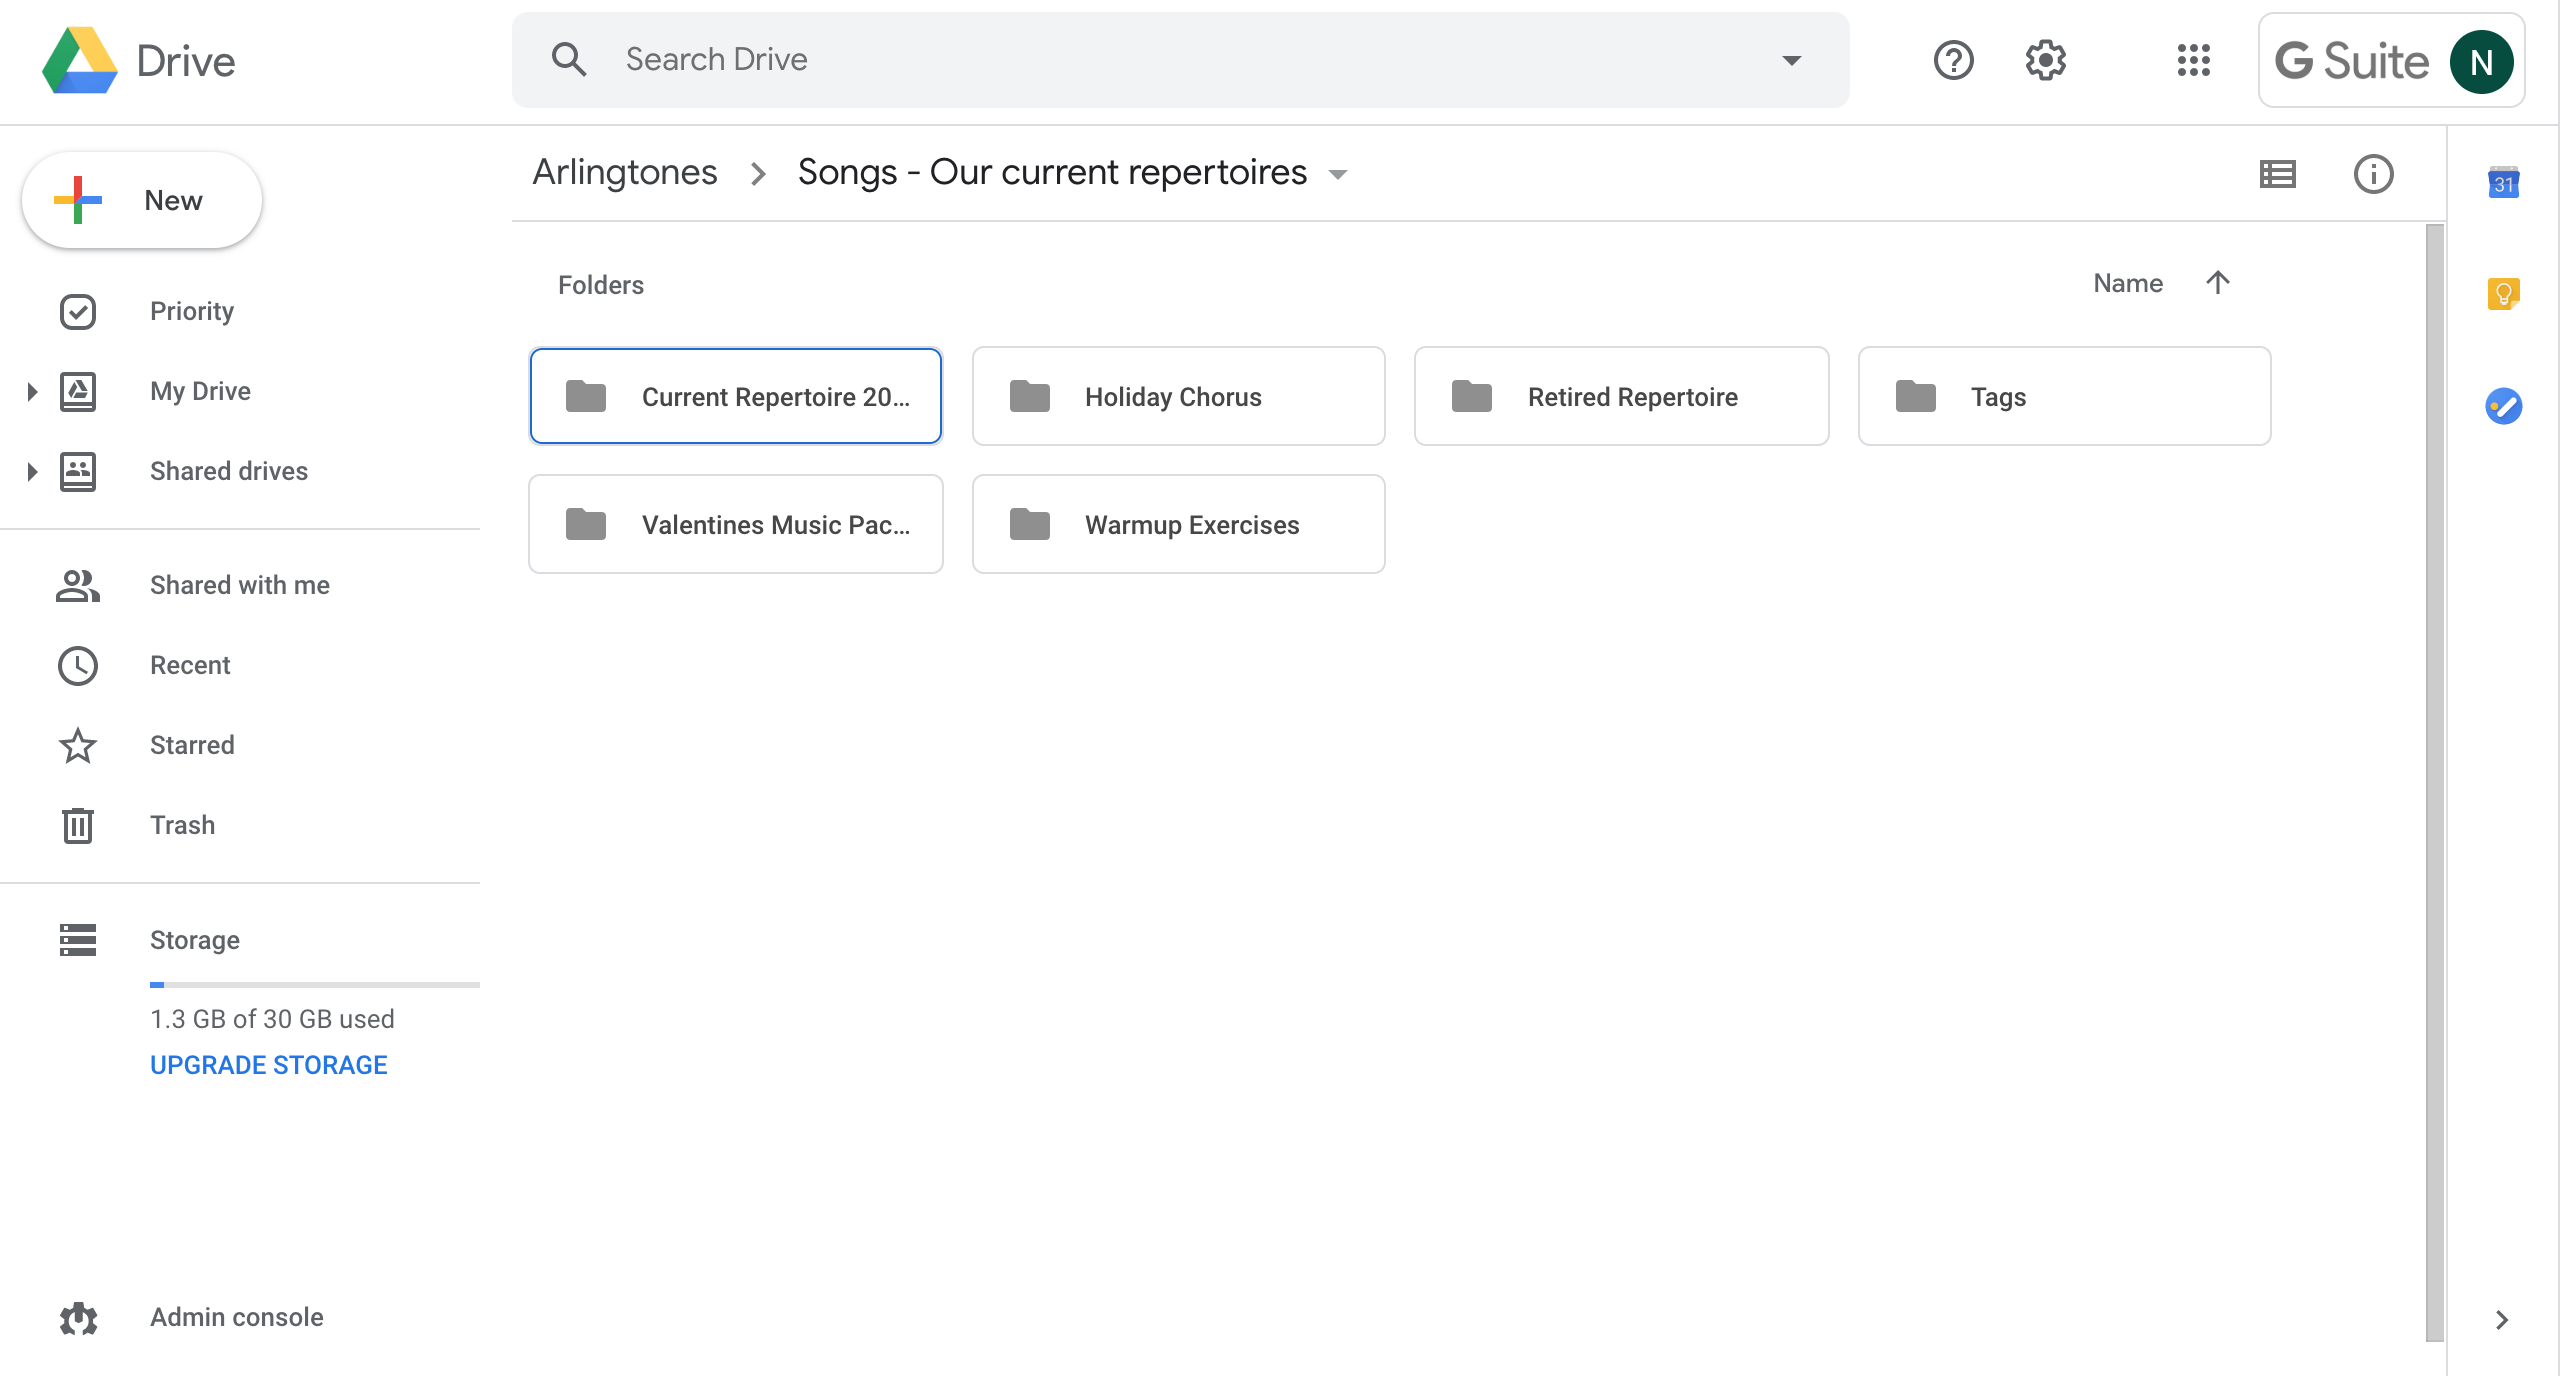 Drive
Search Drive
G Suite
N
New
Arlingtones
Songs - Our current repertoires
31
Priority
My Drive
Shared drives
Shared with me
Recent
Starred
Trash
Storage
1.3 GB of 30 GB used
UPGRADE STORAGE
Admin console
Folders
Name
Current Repertoire 20...
Holiday Chorus
Retired Repertoire
Tags
Valentines Music Pac...
Warmup Exercises